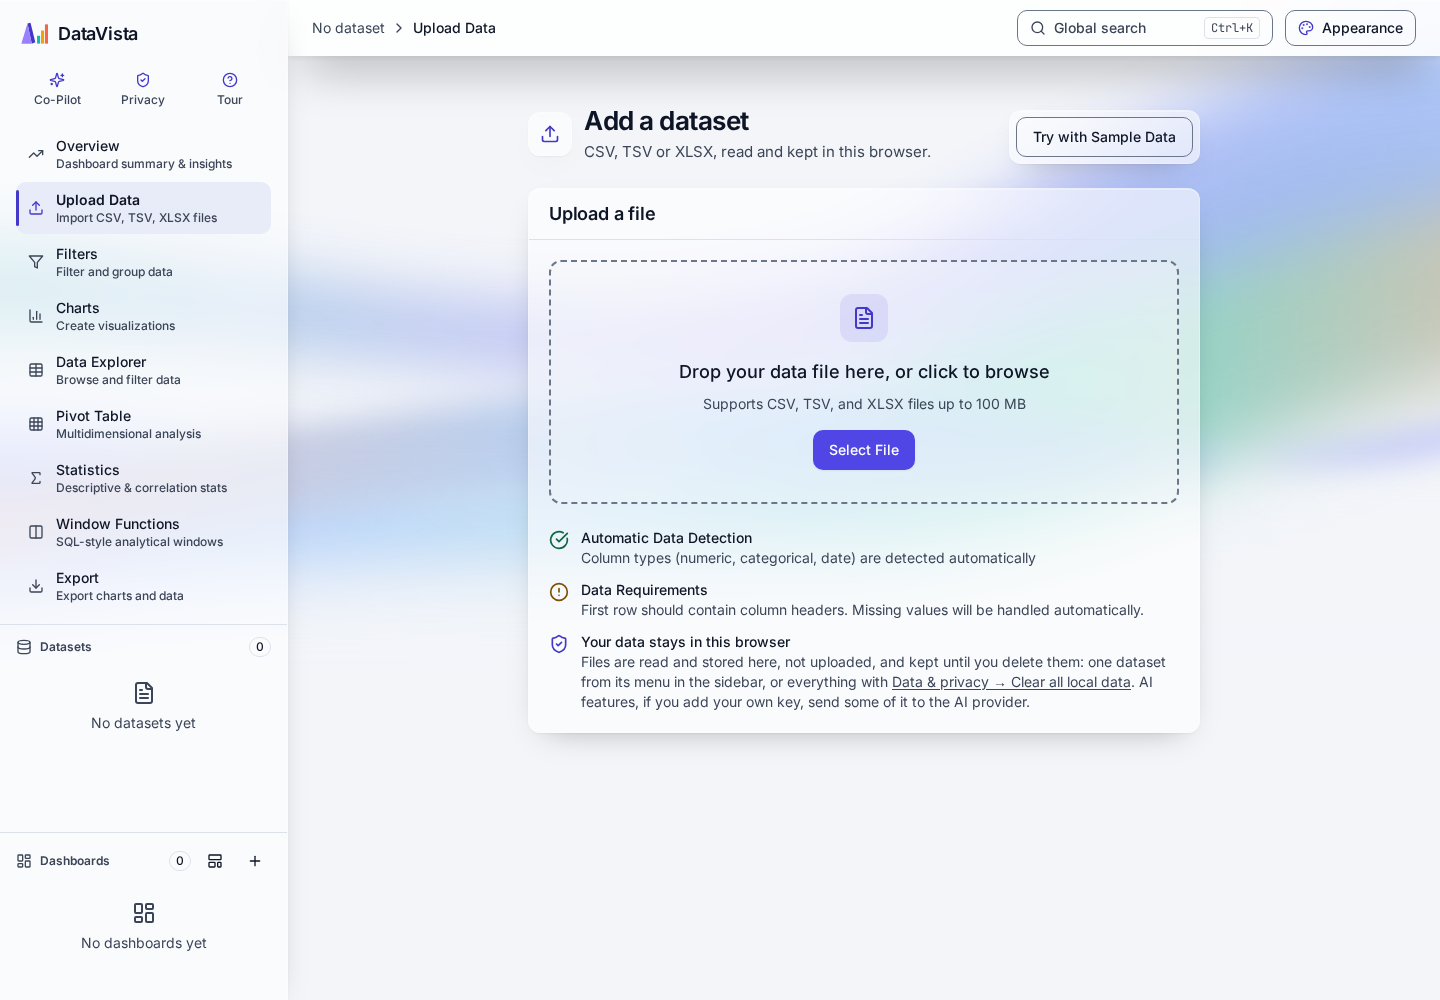 DataVista
Co-Pilot
Privacy
Tour
Overview
Dashboard summary & insights
Upload Data
Import CSV, TSV, XLSX files
Filters
Filter and group data
Charts
Create visualizations
Data Explorer
Browse and filter data
Pivot Table
Multidimensional analysis
Statistics
Descriptive & correlation stats
Window Functions
SQL-style analytical windows
Export
Export charts and data
Datasets
0
No datasets yet
Dashboards
0
No dashboards yet
No dataset
Upload Data
Global search
Ctrl+K
Appearance
Add a dataset
CSV, TSV or XLSX, read and kept in this browser.
Try with Sample Data
Upload a file
Drop your data file here, or click to browse
Supports CSV, TSV, and XLSX files up to 100 MB
Select File
Automatic Data Detection
Column types (numeric, categorical, date) are detected automatically
Data Requirements
First row should contain column headers. Missing values will be handled automatically.
Your data stays in this browser
Files are read and stored here, not uploaded, and kept until you delete them: one dataset
from its menu in the sidebar, or everything with Data & privacy → Clear all local data. AI
features, if you add your own key, send some of it to the AI provider.